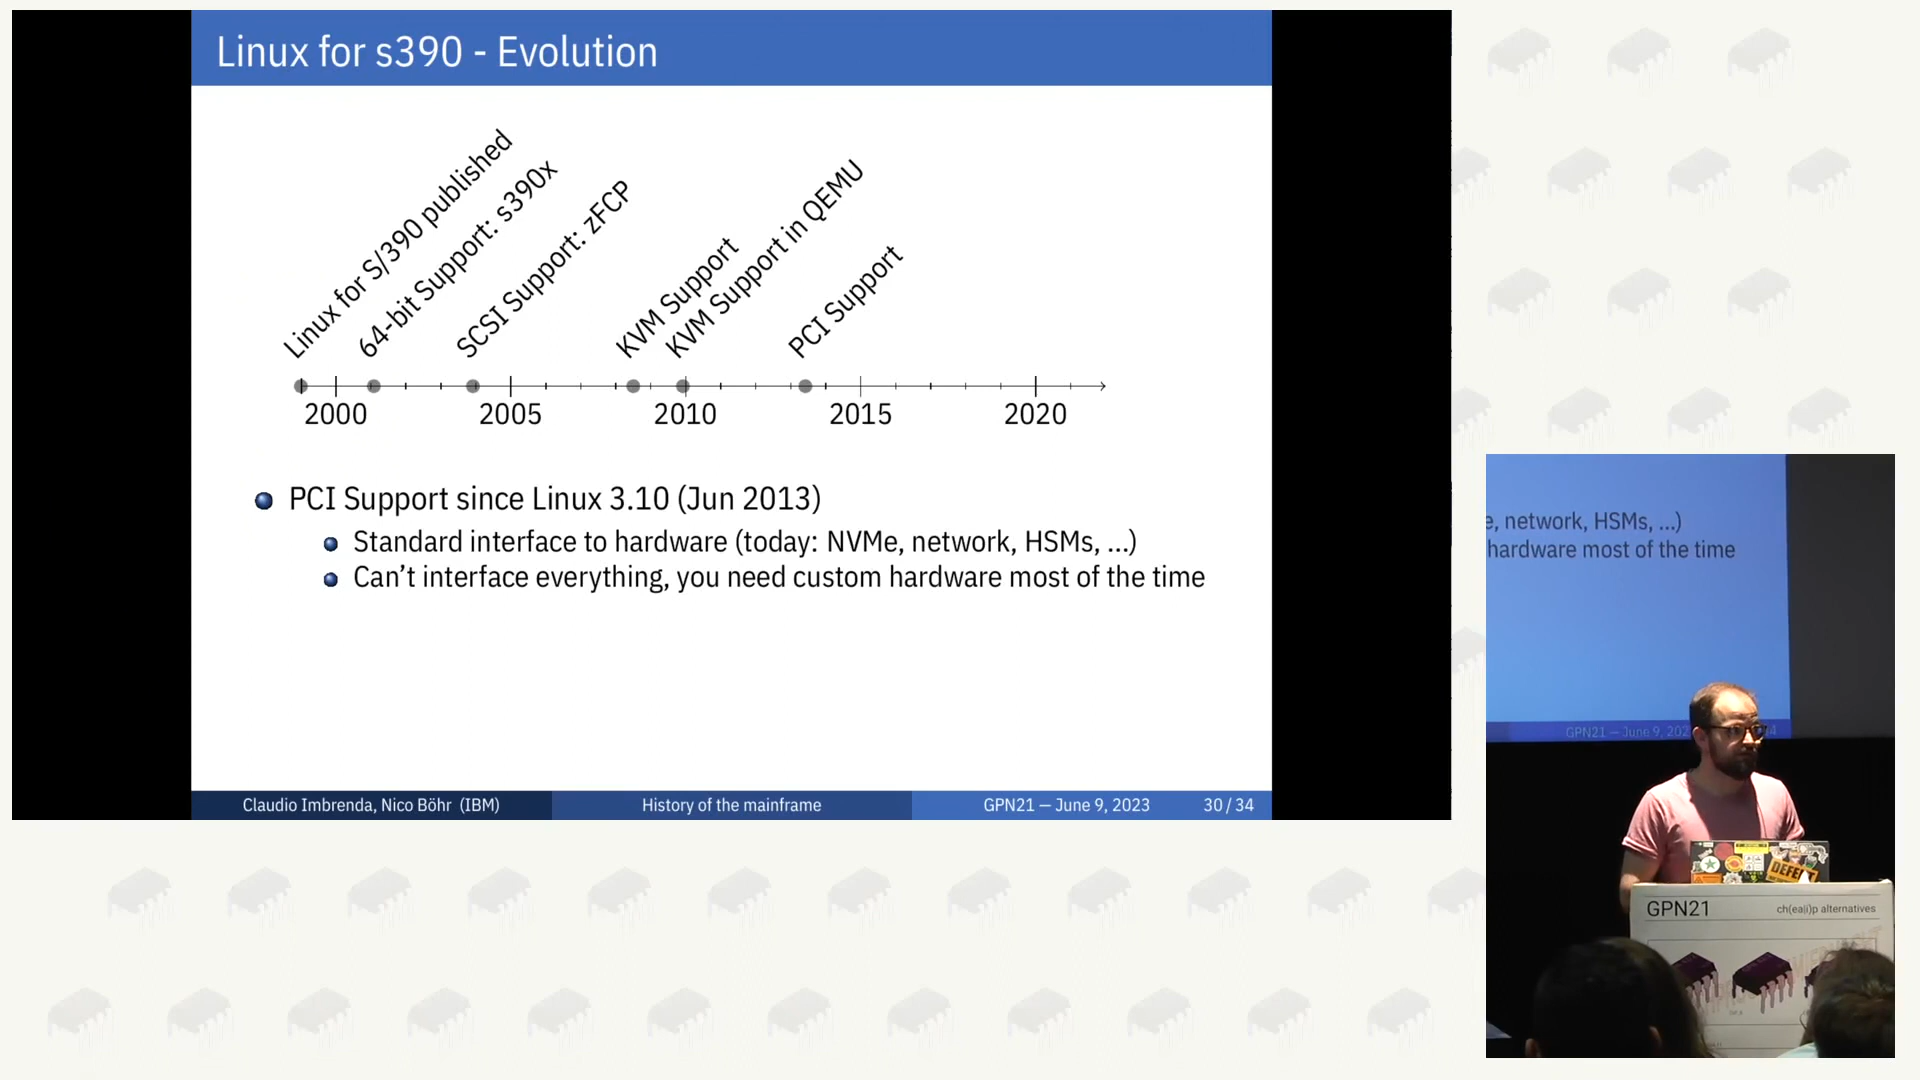 Linux for s390 - Evolution
Linux for S/390 published
64-bit Support: s390x
SCSI Support: zFCP
KVM Support
KVM Support in QEMU
PCI Support
2000
2005
2010
2015
2020
PCI Support since Linux 3.10 (Jun 2013)
Standard interface to hardware (today: NVMe, network, HSMs, ...)
Can't interface everything, you need custom hardware most of the time
Claudio Imbrenda, Nico Böhr (IBM)
History of the mainframe
GPN21 — June 9, 2023
30 / 34
e, network, HSMs, ...)
hardware most of the time
GPN21 — June 9, 202
GPN21
ch(ea|i)p alternatives